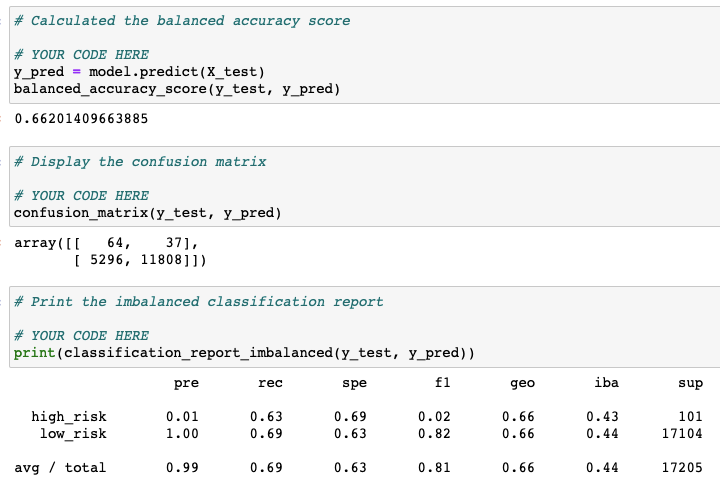 # Calculated the balanced accuracy score
# YOUR CODE HERE
y_pred = model.predict(X_test)
balanced_accuracy_score(y_test, y_pred)
0.66201409663885
# Display the confusion matrix
# YOUR CODE HERE
confusion_matrix(y_test, y_pred)
array([[   64,    37],
       [ 5296, 11808]])
# Print the imbalanced classification report
# YOUR CODE HERE
print(classification_report_imbalanced(y_test, y_pred))
pre rec spe f1 geo iba sup
high_risk 0.01 0.63 0.69 0.02 0.66 0.43 101
low_risk 1.00 0.69 0.63 0.82 0.66 0.44 17104
avg / total 0.99 0.69 0.63 0.81 0.66 0.44 17205